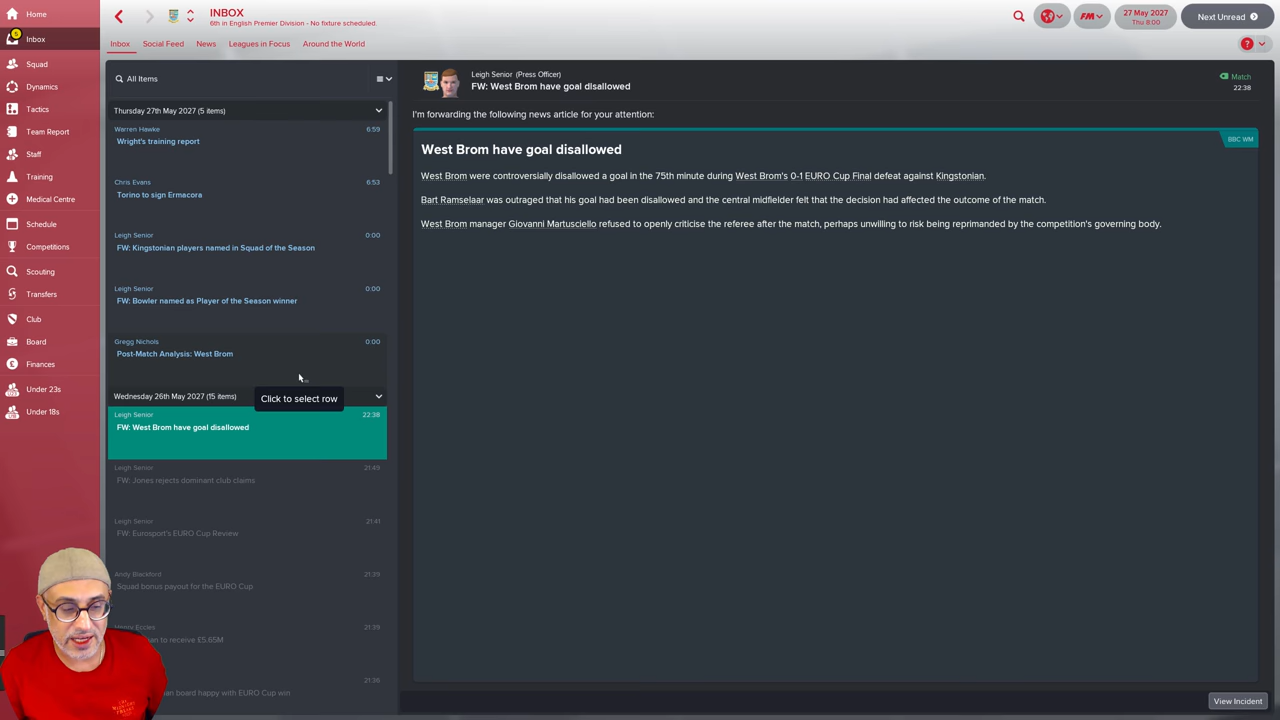 Home
INBOX
6th in English Premier Division - No fixture scheduled.
FM
27 May 2027
Thu 8:00
Next Unread
5
Inbox
Inbox
Social Feed
News
Leagues in Focus
Around the World
?
Squad
Dynamics
Tactics
Team Report
Staff
Training
Medical Centre
Schedule
Competitions
Scouting
Transfers
Club
Board
Finances
Under 23s
Under 18s
All Items
Thursday 27th May 2027 (5 items)
Warren Hawke
6:59
Wright's training report
Chris Evans
6:53
Torino to sign Ermacora
Leigh Senior
0:00
FW: Kingstonian players named in Squad of the Season
Leigh Senior
0:00
FW: Bowler named as Player of the Season winner
Gregg Nichols
0:00
Post-Match Analysis: West Brom
Wednesday 26th May 2027 (15 items)
Click to select row
Leigh Senior
22:38
FW: West Brom have goal disallowed
Leigh Senior
21:49
FW: Jones rejects dominant club claims
Leigh Senior
21:41
FW: Eurosport's EURO Cup Review
Andy Blackford
21:39
Squad bonus payout for the EURO Cup
Eccles
21:39
to receive £5.65M
21:36
board happy with EURO Cup win
Leigh Senior (Press Officer)
FW: West Brom have goal disallowed
Match
22:38
I'm forwarding the following news article for your attention:
BBC WM
West Brom have goal disallowed
West Brom were controversially disallowed a goal in the 75th minute during West Brom's 0-1 EURO Cup Final defeat against Kingstonian.
Bart Ramselaar was outraged that his goal had been disallowed and the central midfielder felt that the decision had affected the outcome of the match.
West Brom manager Giovanni Martusciello refused to openly criticise the referee after the match, perhaps unwilling to risk being reprimanded by the competition's governing body.
View Incident